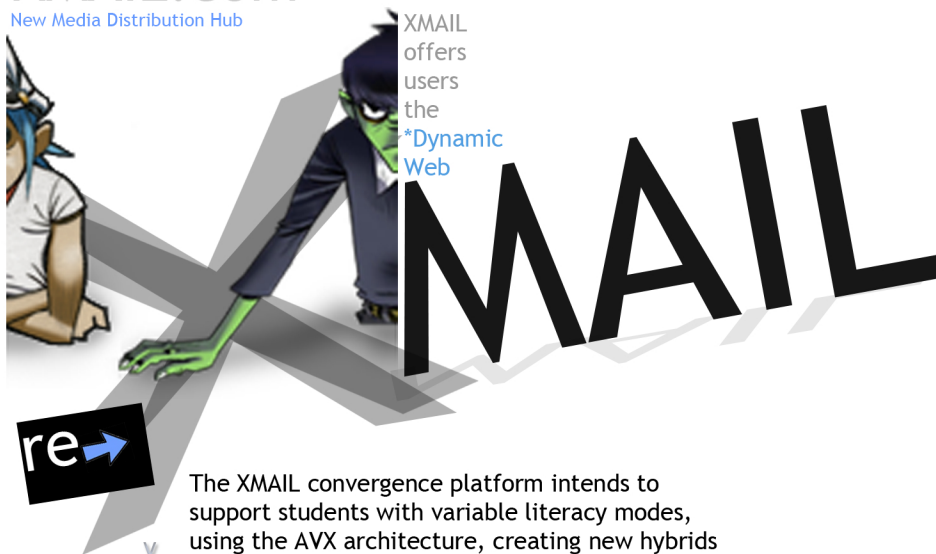 New Media Distribution Hub
XMAIL
offers
users
the
*Dynamic
Web
XMAIL
re
The XMAIL convergence platform intends to
support students with variable literacy modes,
using the AVX architecture, creating new hybrids